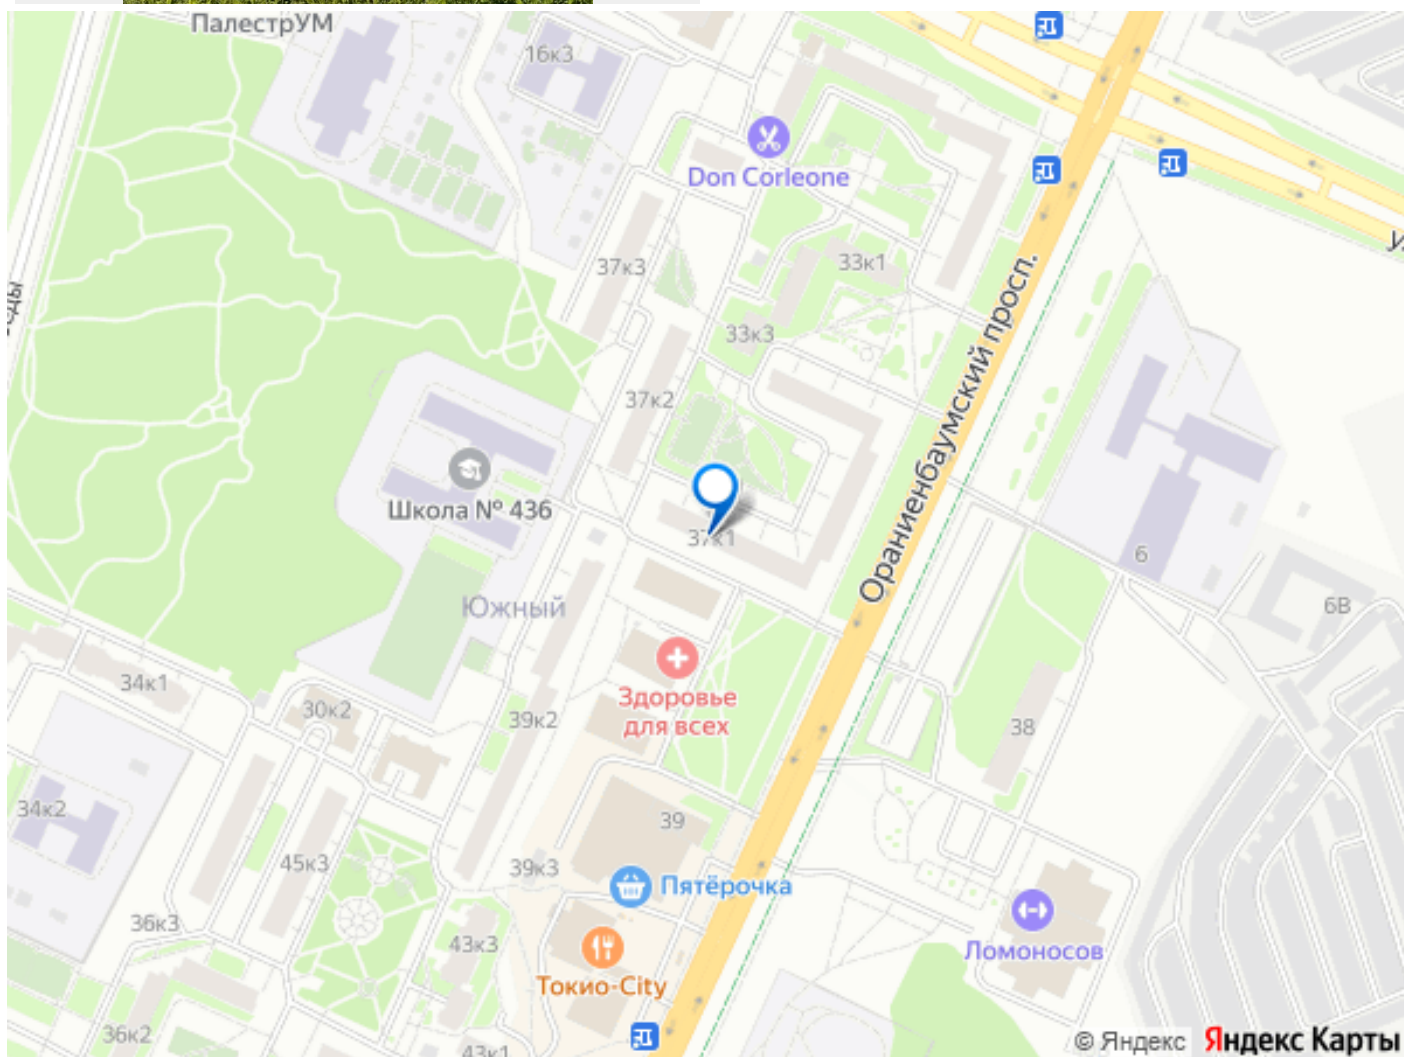 ПалестрУМ
16к3
Don Corleone
37к3
33к1
33к3
37к2
Ораниенбаумский просп.
Школа № 436
37к1
6
6В
Южный
34к1
30к2
39к2
Здоровье
для всех
38
34к2
39
45к3
39к3
Пятёрочка
36к3
43к3
Ломоносов
Токио-City
36к2
43к1
© Яндекс Яндекс Карты